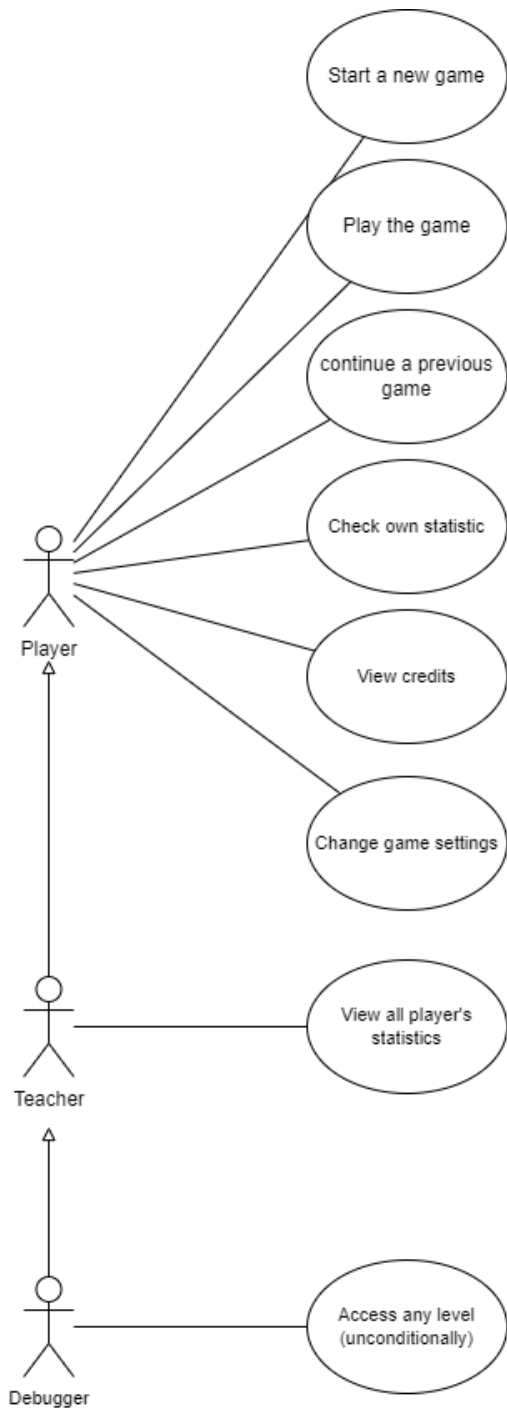 Start a new game
Play the game
continue a previous
game
Check own statistic
Player
View credits
Change game settings
View all player's
statistics
Teacher
Access any level
(unconditionally)
Debugger